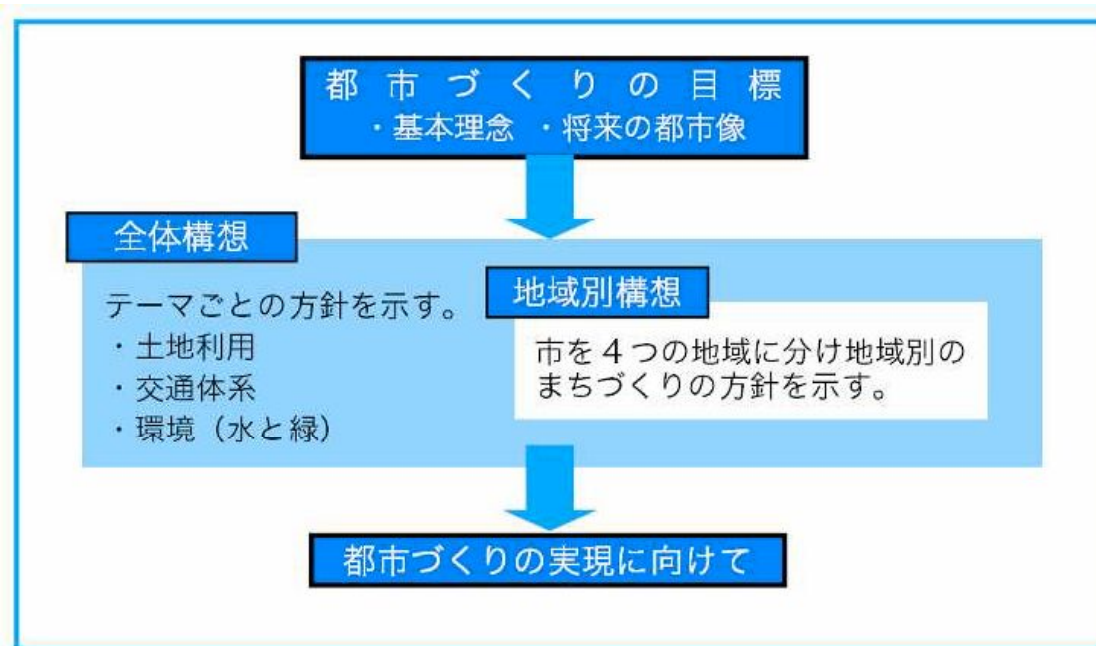 都市づくりの目標
・基本理念 ・将来の都市像
全体構想
テーマごとの方針を示す。
・土地利用
・交通体系
・環境（水と緑）
地域別構想
市を４つの地域に分け地域別の
まちづくりの方針を示す。
都市づくりの実現に向けて